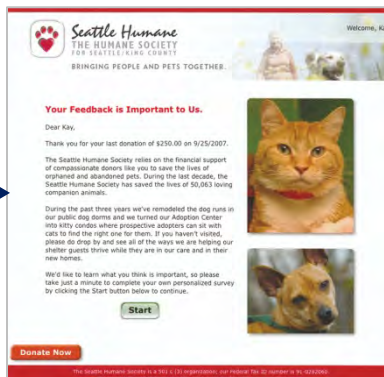 Seattle Humane
THE HUMANE SOCIETY
FOR SEATTLE/KING COUNTY
BRINGING PEOPLE AND PETS TOGETHER.
Welcome, Ka
Your Feedback is Important to Us.
Dear Kay,
Thank you for your last donation of $250.00 on 9/25/2007.
The Seattle Humane Society relies on the financial support
of compassionate donors like you to save the lives of
orphaned and abandoned pets. During the last decade, the
Seattle Humane Society has saved the lives of 50,063 loving
companion animals.
During the past three years we've remodeled the dog runs in
our public dog dorms and we turned our Adoption Center
into kitty condos where prospective adopters can sit with
cats to find the right one for them. If you haven't visited,
please do drop by and see all of the ways we are helping our
shelter guests thrive while they are in our care and in their
new homes.
We'd like to learn what you think is important, so please
take just a minute to complete your own personalized survey
by clicking the Start button below to continue.
Start
Donate Now
The Seattle Humane Society is a 501 c (3) organization; our Federal Tax ID number is